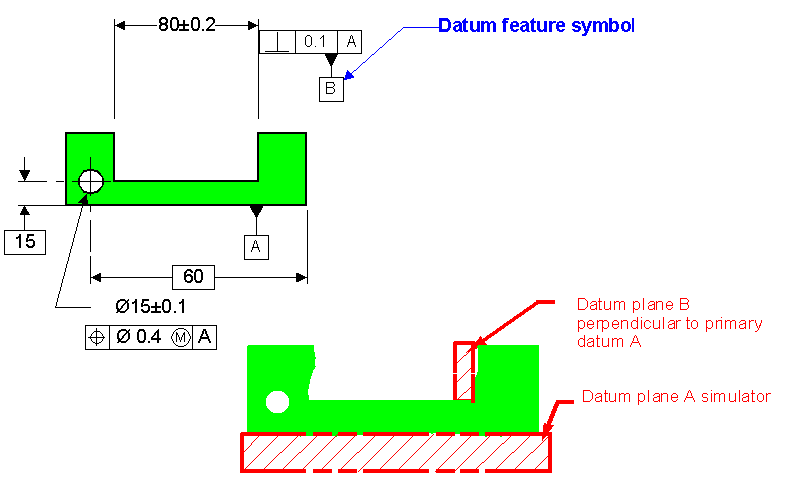 80±0.2
Datum feature symbol
⊥ 0.1 A
B
15
A
60
Ø15±0.1
⌖ Ø 0.4 Ⓜ A
Datum plane B
perpendicular to primary
datum A
Datum plane A simulator